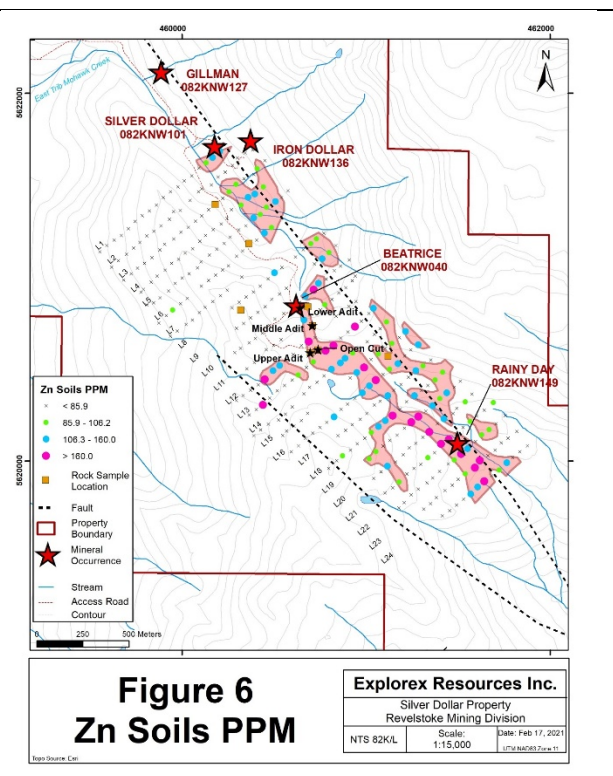 460000
462000
N
East Trib Mohawk Creek
GILLMAN
082KNW127
5622000
SILVER DOLLAR
082KNW101
IRON DOLLAR
082KNW136
L1
L2
L3
L4
L5
L6
L7
L8
L9
L10
L11
L12
L13
L14
L15
L16
L17
L18
L19
L20
L21
L22
L23
L24
BEATRICE
082KNW040
Lower Adit
Middle Adit
Open Cut
Upper Adit
RAINY DAY
082KNW149
5620000
Zn Soils PPM
< 85.9
85.9 - 106.2
106.3 - 160.0
> 160.0
Rock Sample
Location
Fault
Property
Boundary
Mineral
Occurrence
Stream
Access Road
Contour
0 250 500 Meters
Figure 6
Zn Soils PPM
Explorex Resources Inc.
Silver Dollar Property
Revelstoke Mining Division
NTS 82K/L
Scale:
1:15,000
Date: Feb 17, 2021
UTM NAD83 Zone 11
Topo Source: Esri